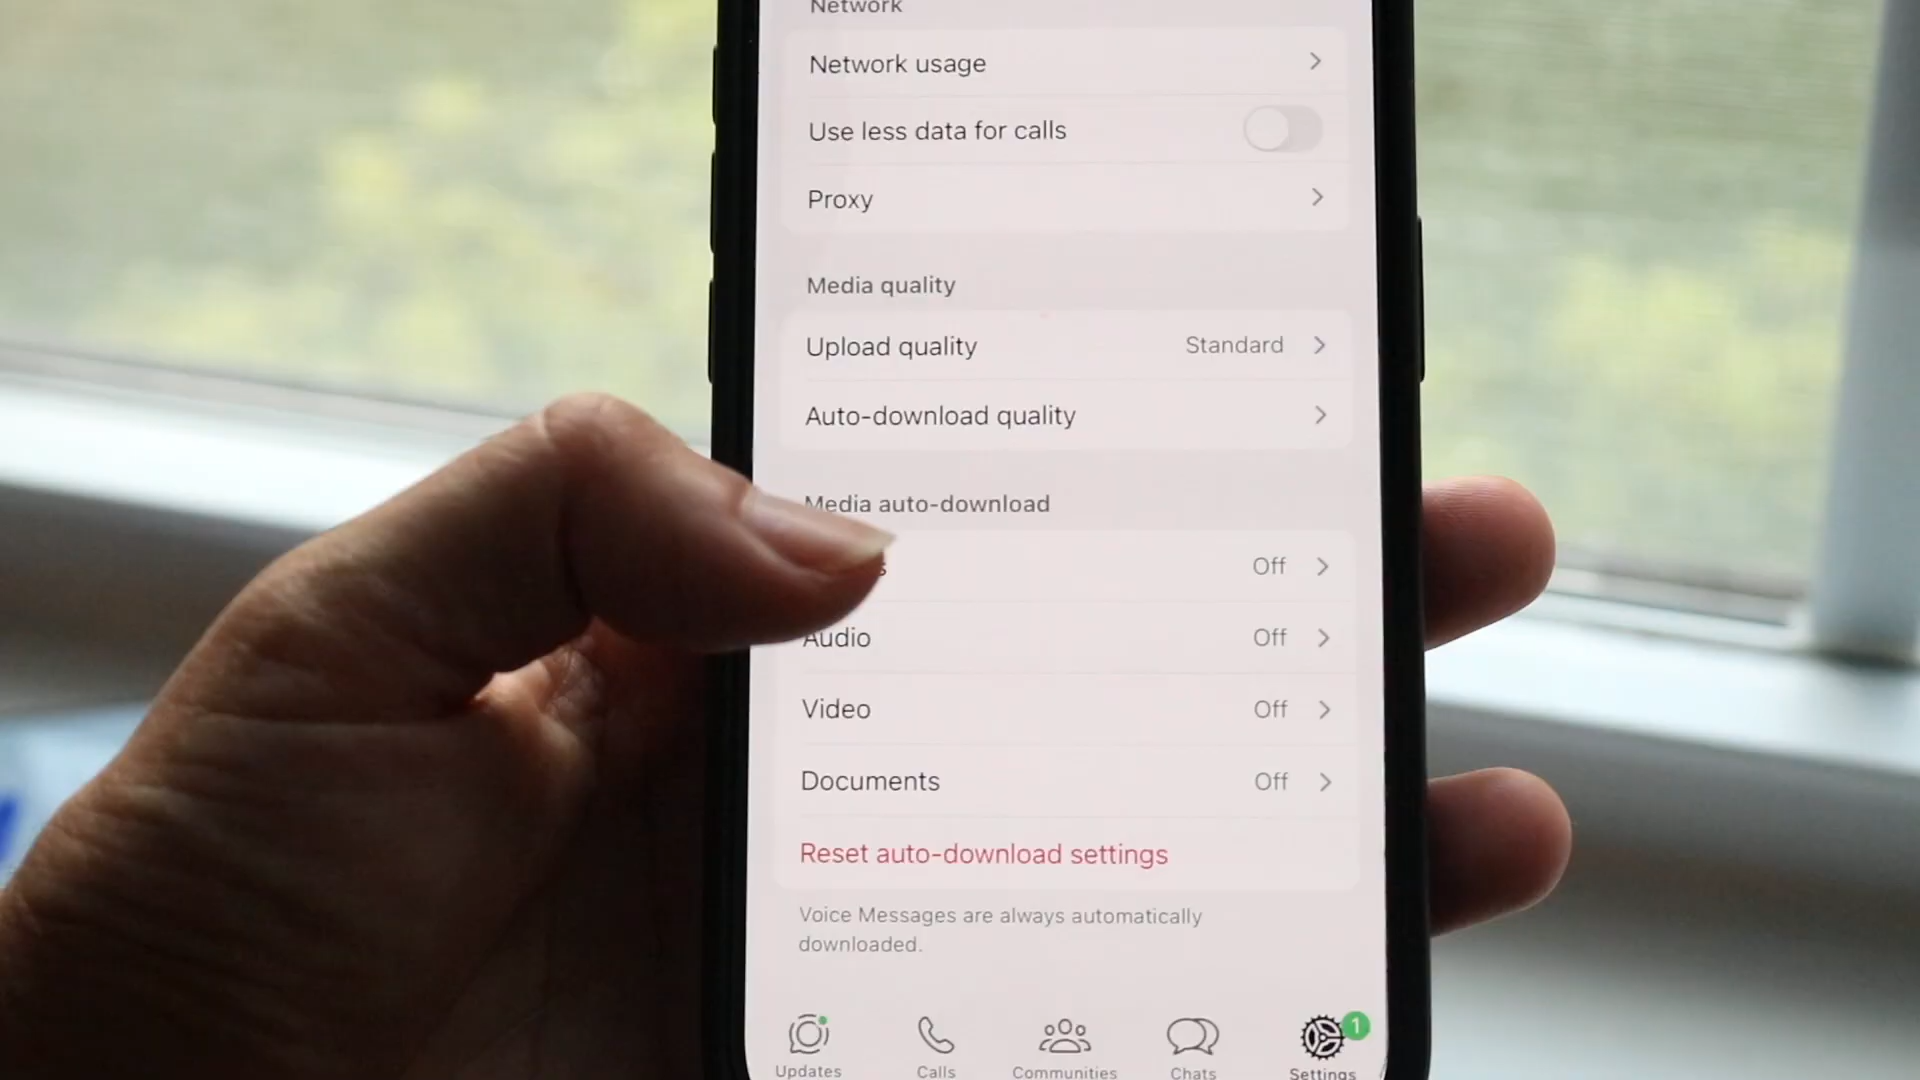 Network
Network usage
Use less data for calls
Proxy
Media quality
Upload quality Standard
Auto-download quality
Media auto-download
Off
Audio Off
Video Off
Documents Off
Reset auto-download settings
Voice Messages are always automatically
downloaded.
1
Updates Calls Communities Chats Settings